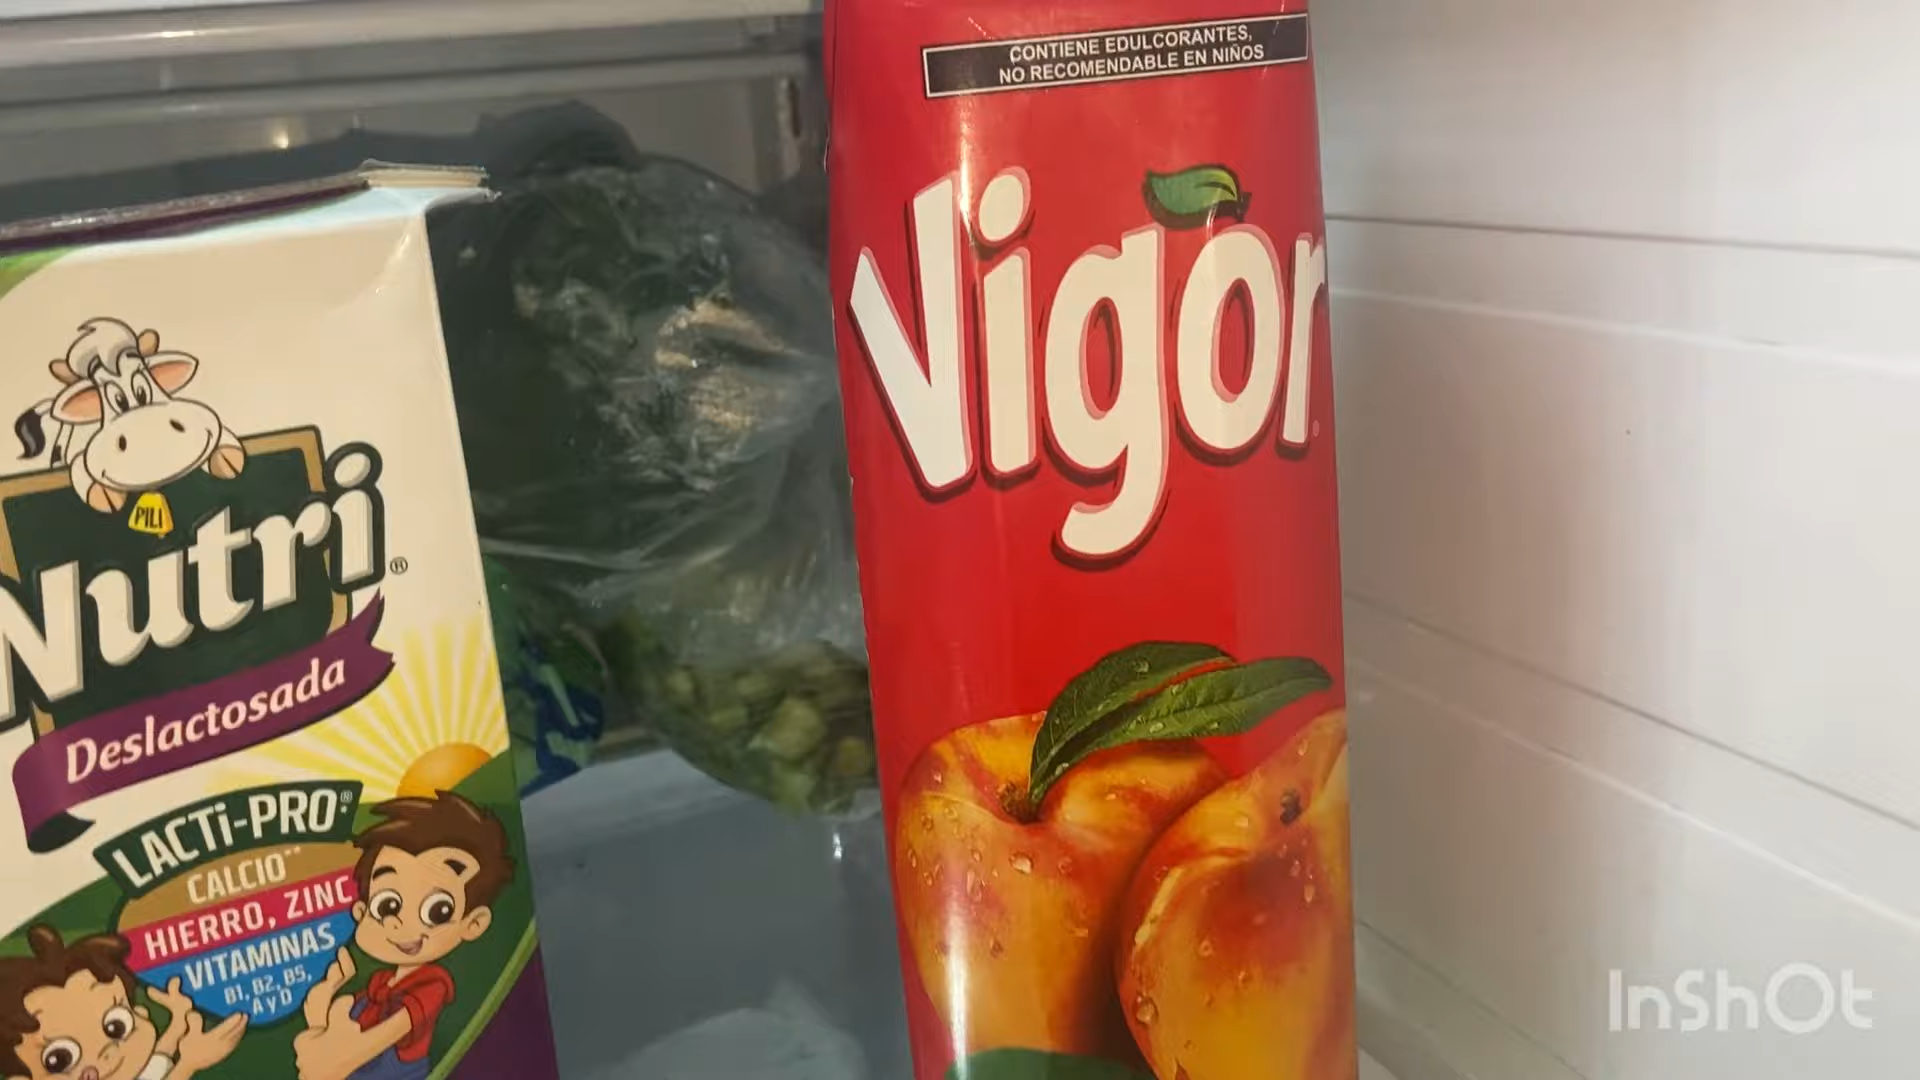 CONTIENE EDULCORANTES,
NO RECOMENDABLE EN NIÑOS
Vigor
PILI
Nutri®
Deslactosada
LACTi-PRO®
CALCIO**
HIERRO, ZINC
VITAMINAS
B1, B2, B5,
A y D
InShOt